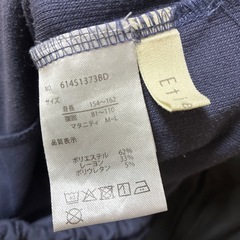 NO. 614S1373BD
サイズ
身長 154~162
腹囲 81~110
マタニティ M-L
品質表示
ポリエステル 62%
レーヨン 33%
ポリウレタン 5%